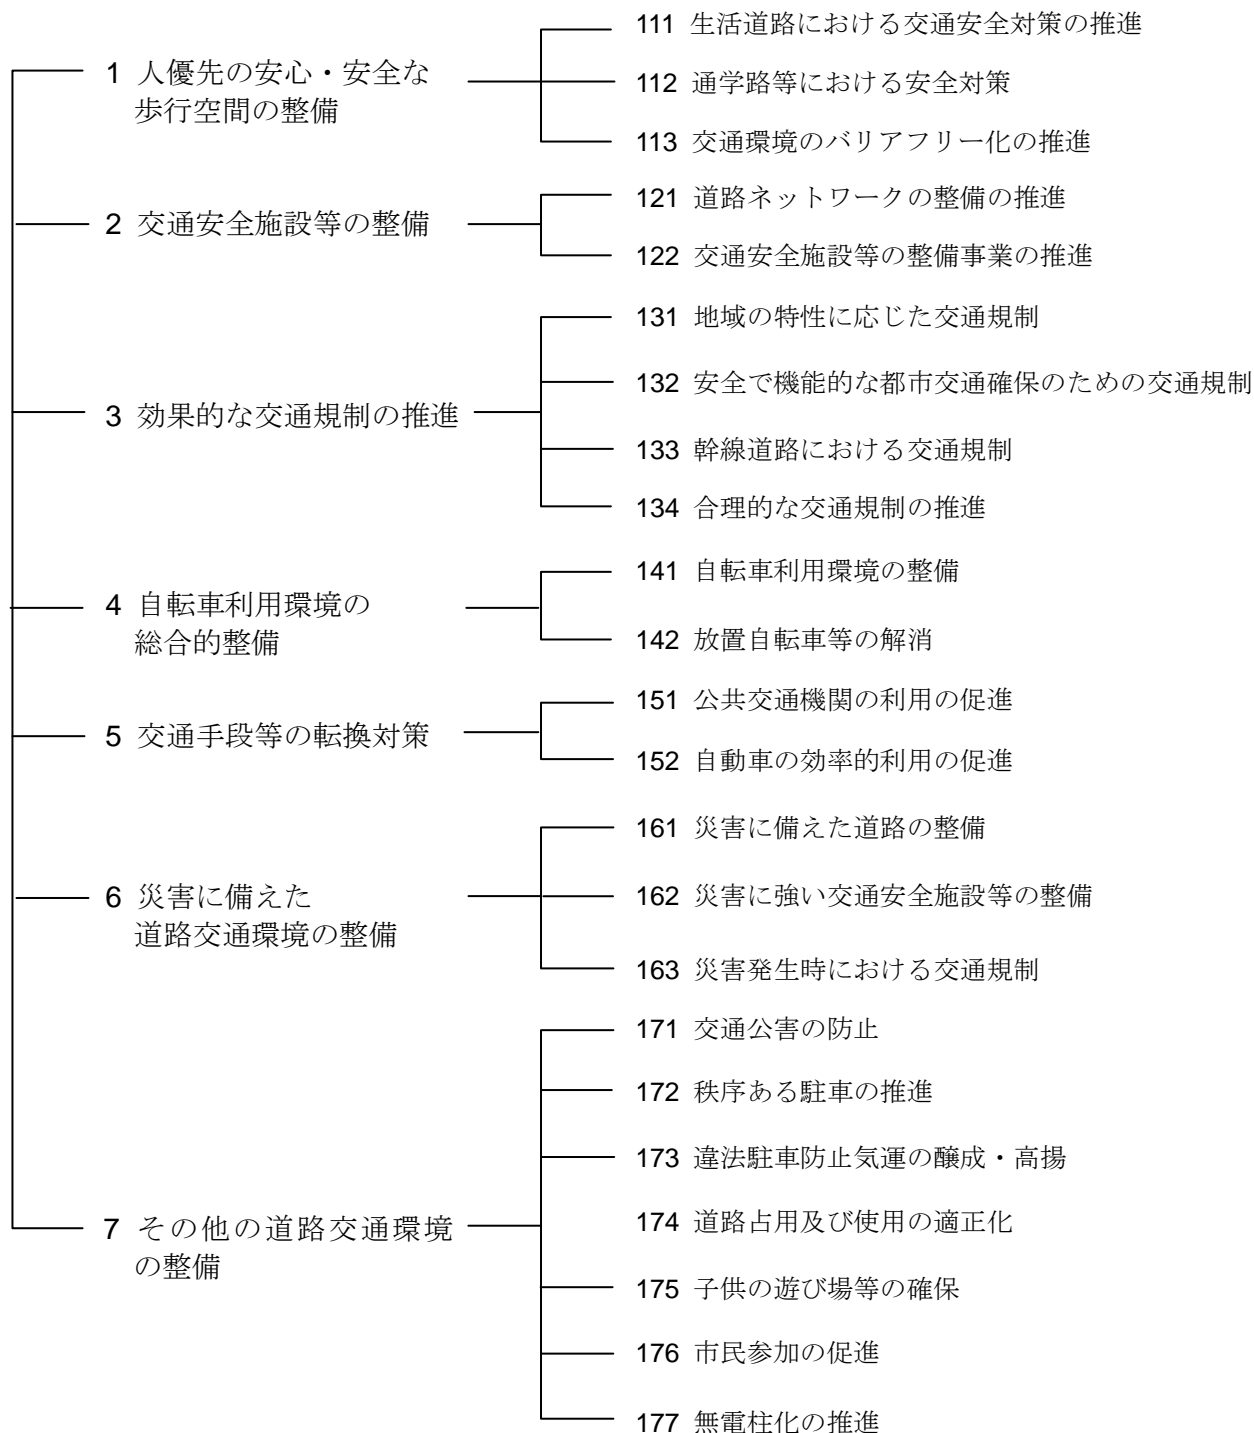 1 人優先の安心・安全な
歩行空間の整備
111 生活道路における交通安全対策の推進
112 通学路等における安全対策
113 交通環境のバリアフリー化の推進
2 交通安全施設等の整備
121 道路ネットワークの整備の推進
122 交通安全施設等の整備事業の推進
3 効果的な交通規制の推進
131 地域の特性に応じた交通規制
132 安全で機能的な都市交通確保のための交通規制
133 幹線道路における交通規制
134 合理的な交通規制の推進
4 自転車利用環境の
総合的整備
141 自転車利用環境の整備
142 放置自転車等の解消
5 交通手段等の転換対策
151 公共交通機関の利用の促進
152 自動車の効率的利用の促進
6 災害に備えた
道路交通環境の整備
161 災害に備えた道路の整備
162 災害に強い交通安全施設等の整備
163 災害発生時における交通規制
7 その他の道路交通環境
の整備
171 交通公害の防止
172 秩序ある駐車の推進
173 違法駐車防止気運の醸成・高揚
174 道路占用及び使用の適正化
175 子供の遊び場等の確保
176 市民参加の促進
177 無電柱化の推進